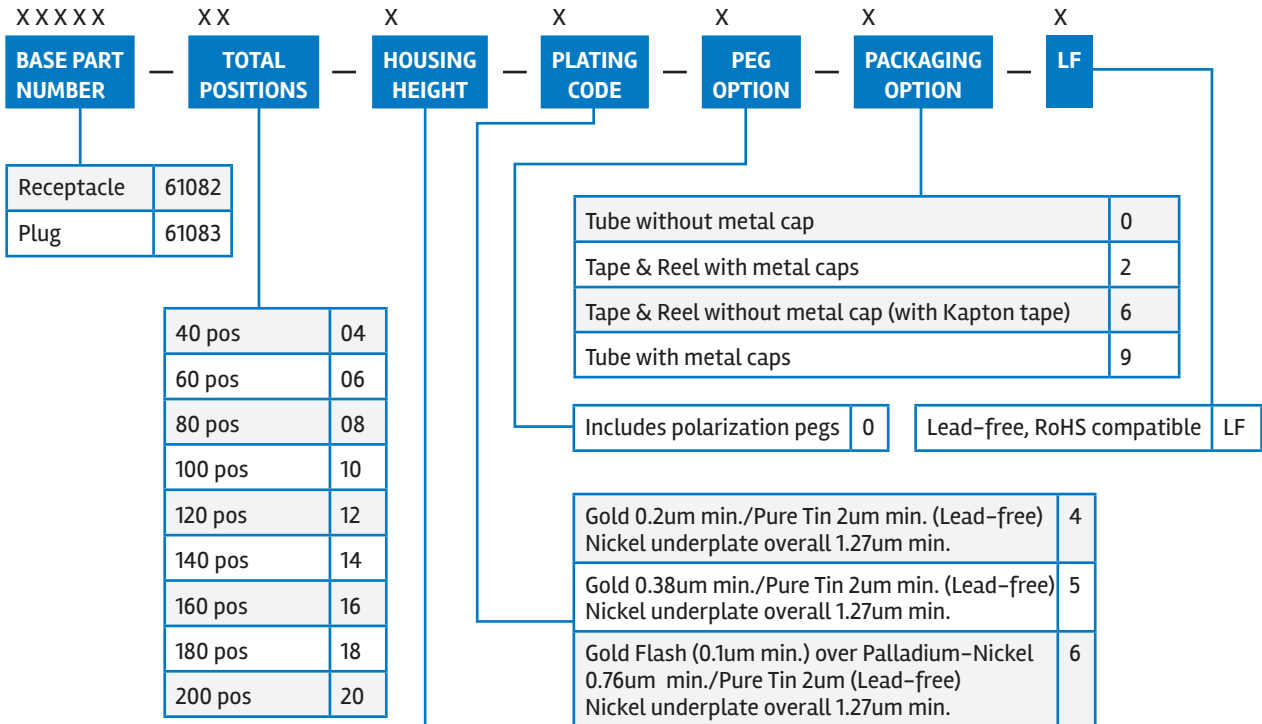 XXXXX XX X X X X X
BASE PART NUMBER — TOTAL POSITIONS — HOUSING HEIGHT — PLATING CODE — PEG OPTION — PACKAGING OPTION — LF
Receptacle 61082
Plug 61083
40 pos 04
60 pos 06
80 pos 08
100 pos 10
120 pos 12
140 pos 14
160 pos 16
180 pos 18
200 pos 20
Tube without metal cap 0
Tape & Reel with metal caps 2
Tape & Reel without metal cap (with Kapton tape) 6
Tube with metal caps 9
Includes polarization pegs 0
Lead-free, RoHS compatible LF
Gold 0.2um min./Pure Tin 2um min. (Lead-free) 4
Nickel underplate overall 1.27um min.
Gold 0.38um min./Pure Tin 2um min. (Lead-free) 5
Nickel underplate overall 1.27um min.
Gold Flash (0.1um min.) over Palladium-Nickel 6
0.76um min./Pure Tin 2um (Lead-free)
Nickel underplate overall 1.27um min.